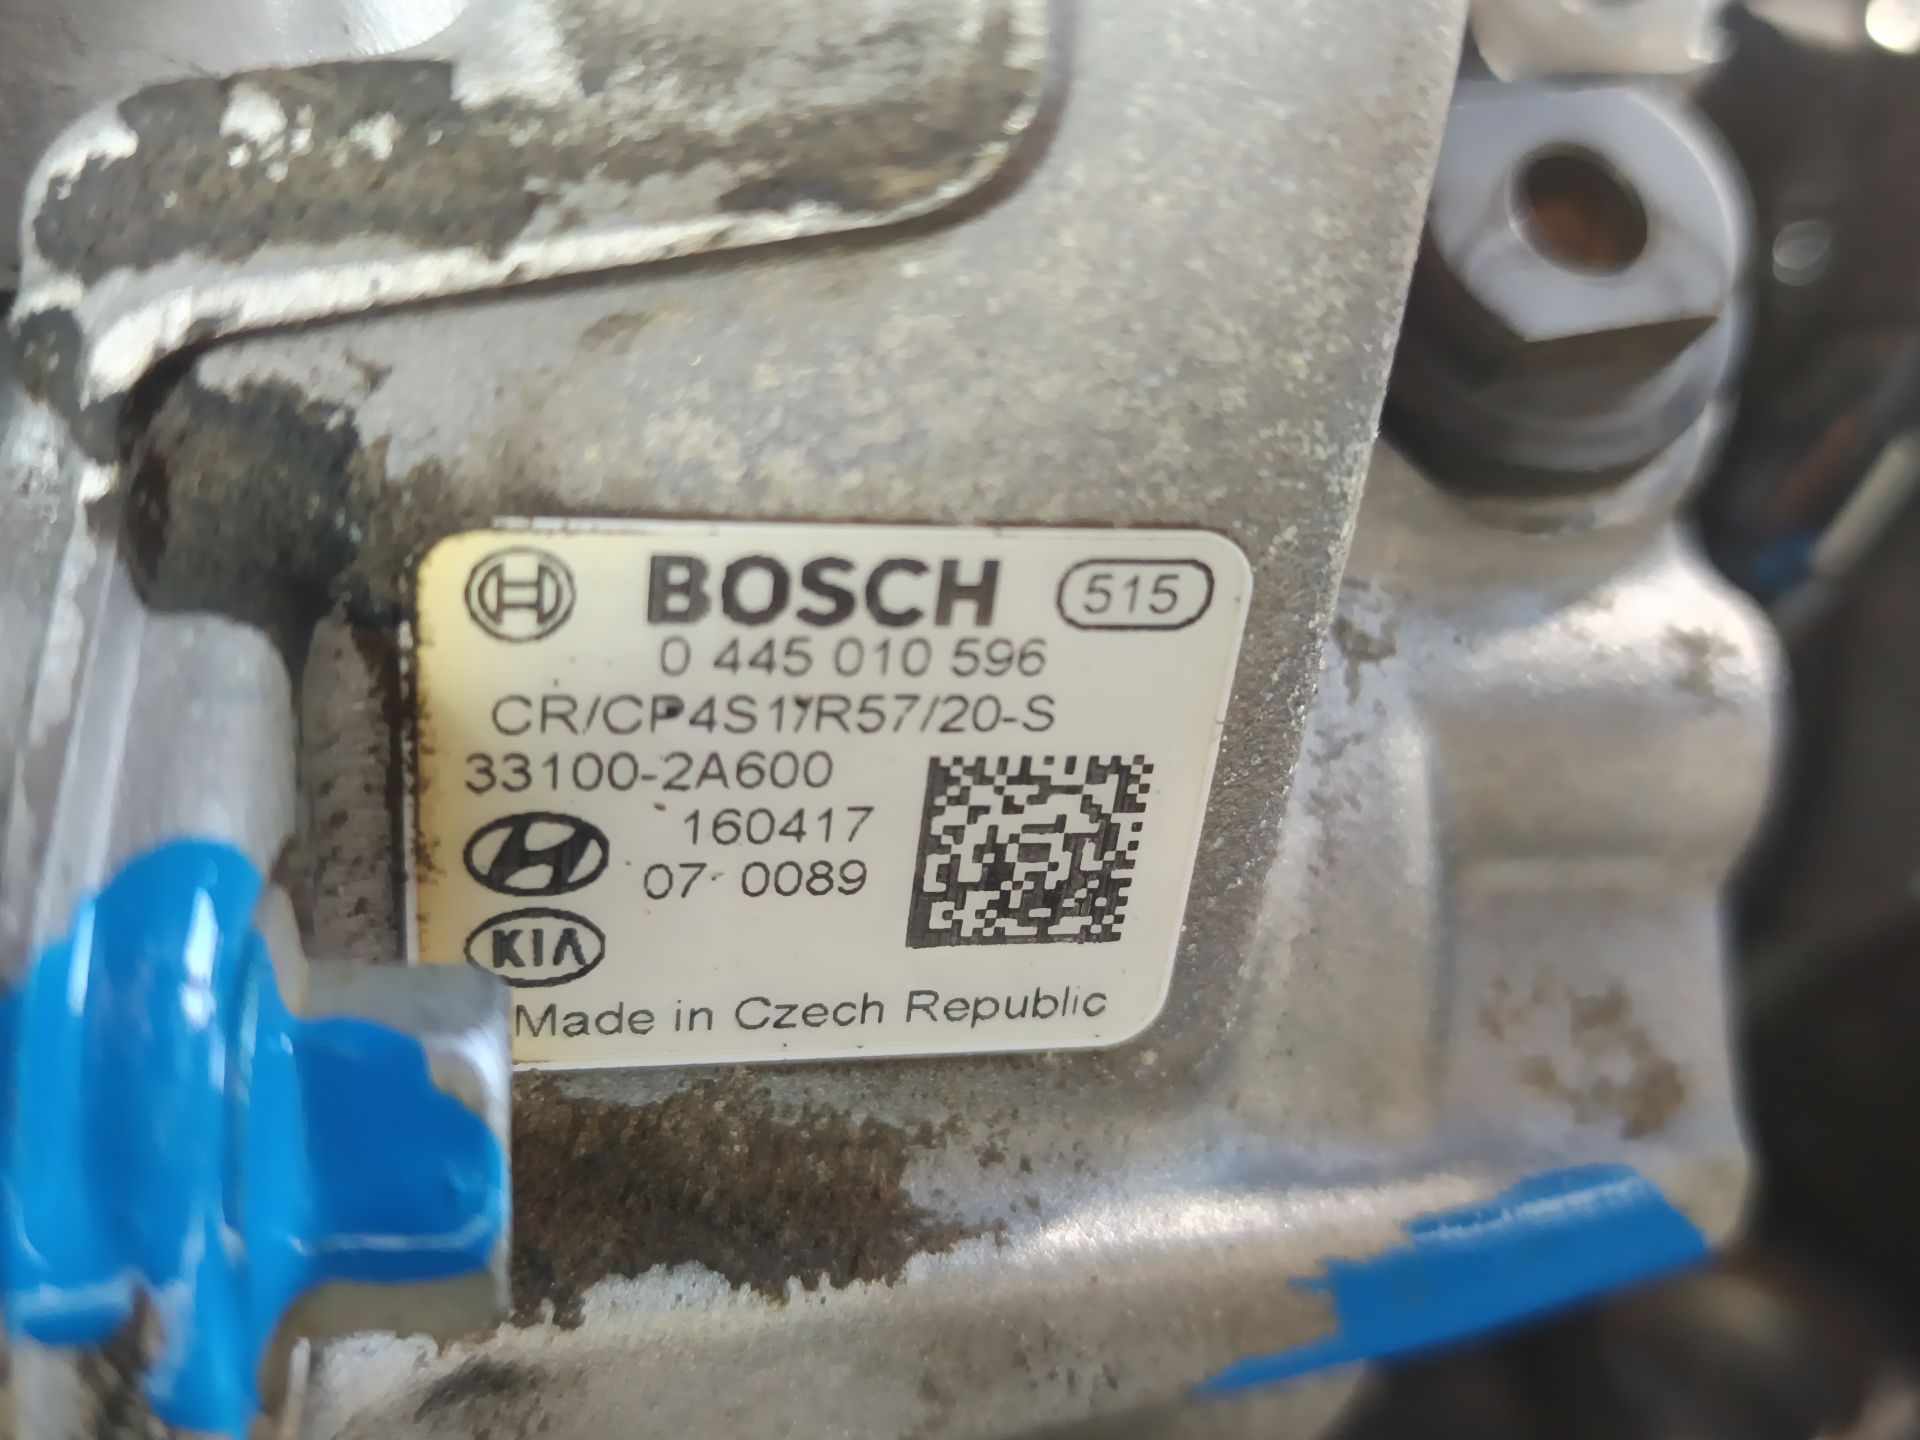 BOSCH 515
0 445 010 596
CR/CP4S1/R57/20-S
33100-2A600
160417
07 0089
KIA
Made in Czech Republic